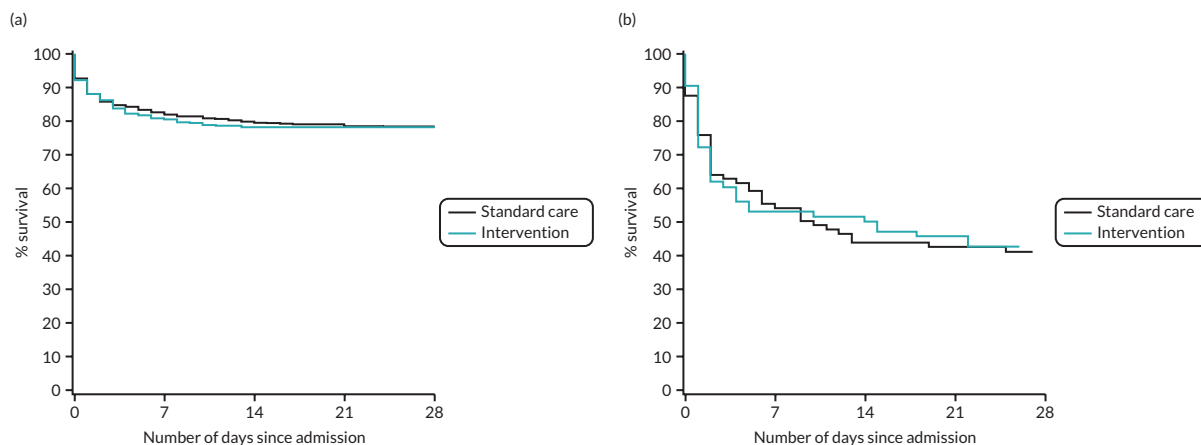 (a)
100
90
80
70
60
50
40
30
20
10
0
% survival
0 7 14 21 28
Number of days since admission
Standard care
Intervention
(b)
100
90
80
70
60
50
40
30
20
10
0
% survival
0 7 14 21 28
Number of days since admission
Standard care
Intervention